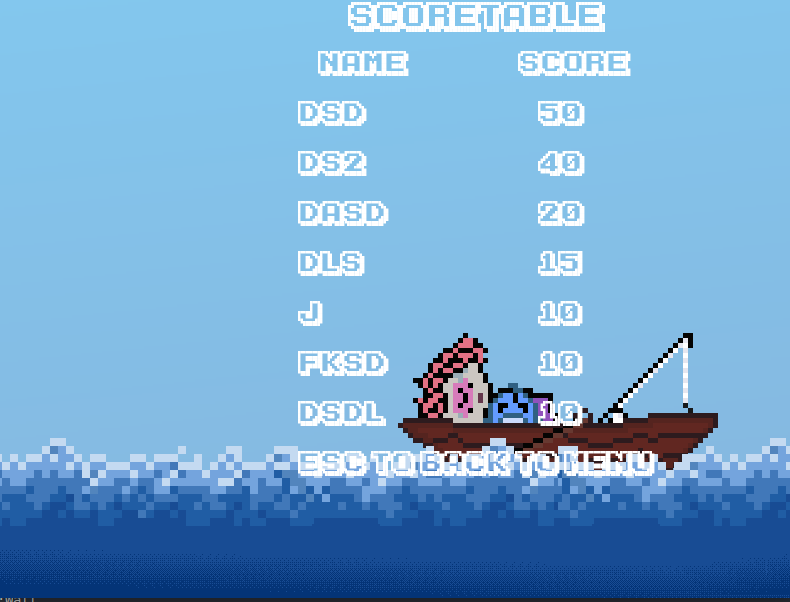 SCORETABLE
NAME SCORE
DSD 50
DS2 40
DASD 20
DLS 15
J 10
FKSD 10
DSDL 10
ESC TO BACK TO MENU